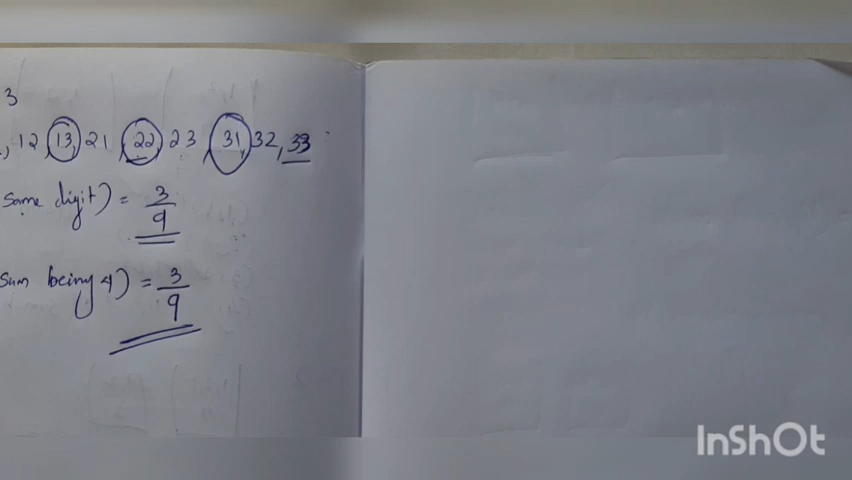 3
, 12, 13, 21, 22, 23, 31, 32, 33
Same digit) = 3/9
Sum being 4) = 3/9
InShOt